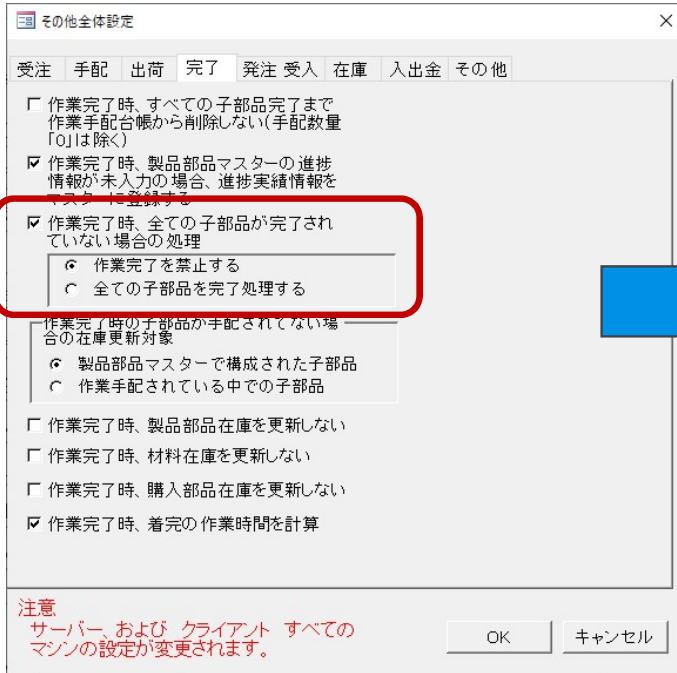 その他全体設定
受注 手配 出荷 完了 発注 受入 在庫 入出金 その他
作業完了時、すべての子部品完了まで
作業手配台帳から削除しない(手配数量
「0」は除く)
作業完了時、製品部品マスターの進捗
情報が未入力の場合、進捗実績情報を
マスターに登録する
作業完了時、全ての子部品が完了され
ていない場合の処理
作業完了を禁止する
全ての子部品を完了処理する
作業完了時の子部品が手配されてない場
合の在庫更新対象
製品部品マスターで構成された子部品
作業手配されている中での子部品
作業完了時、製品部品在庫を更新しない
作業完了時、材料在庫を更新しない
作業完了時、購入部品在庫を更新しない
作業完了時、着完の作業時間を計算
注意
サーバー、および クライアント すべての
マシンの設定が変更されます。
OK キャンセル